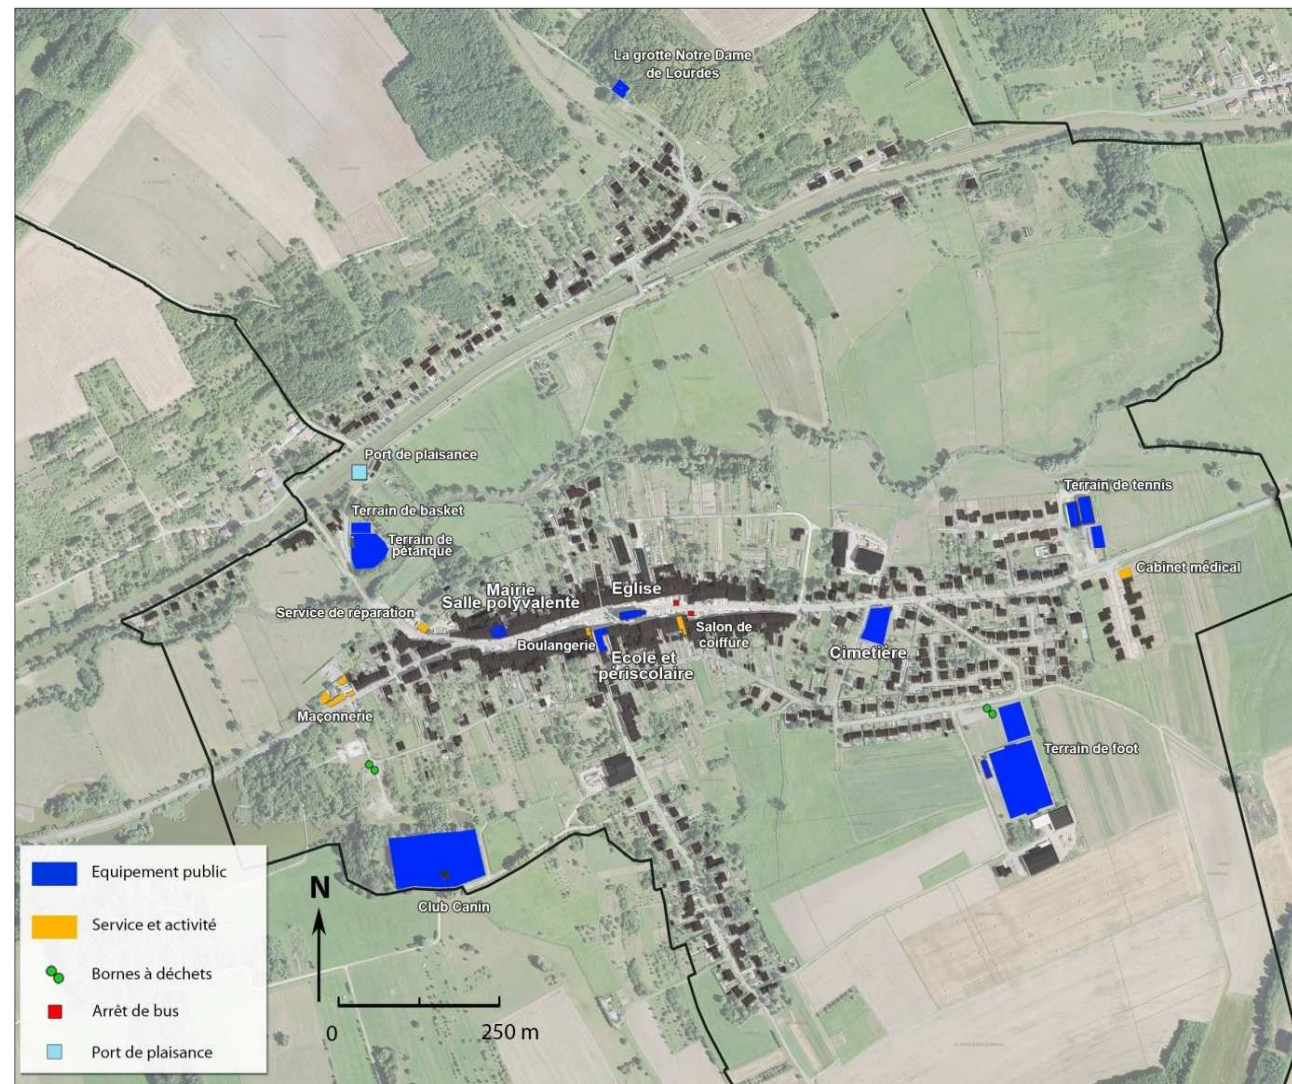 La grotte Notre Dame
de Lourdes
Port de plaisance
Terrain de basket
Terrain de
pétanque
Terrain de tennis
Cabinet médical
Mairie
Salle polyvalente
Eglise
Service de réparation
Boulangerie
Salon de
coiffure
Ecole et
périscolaire
Cimetière
Maçonnerie
Terrain de foot
Club Canin
Equipement public
Service et activité
Bornes à déchets
Arrêt de bus
Port de plaisance
N
0 250 m